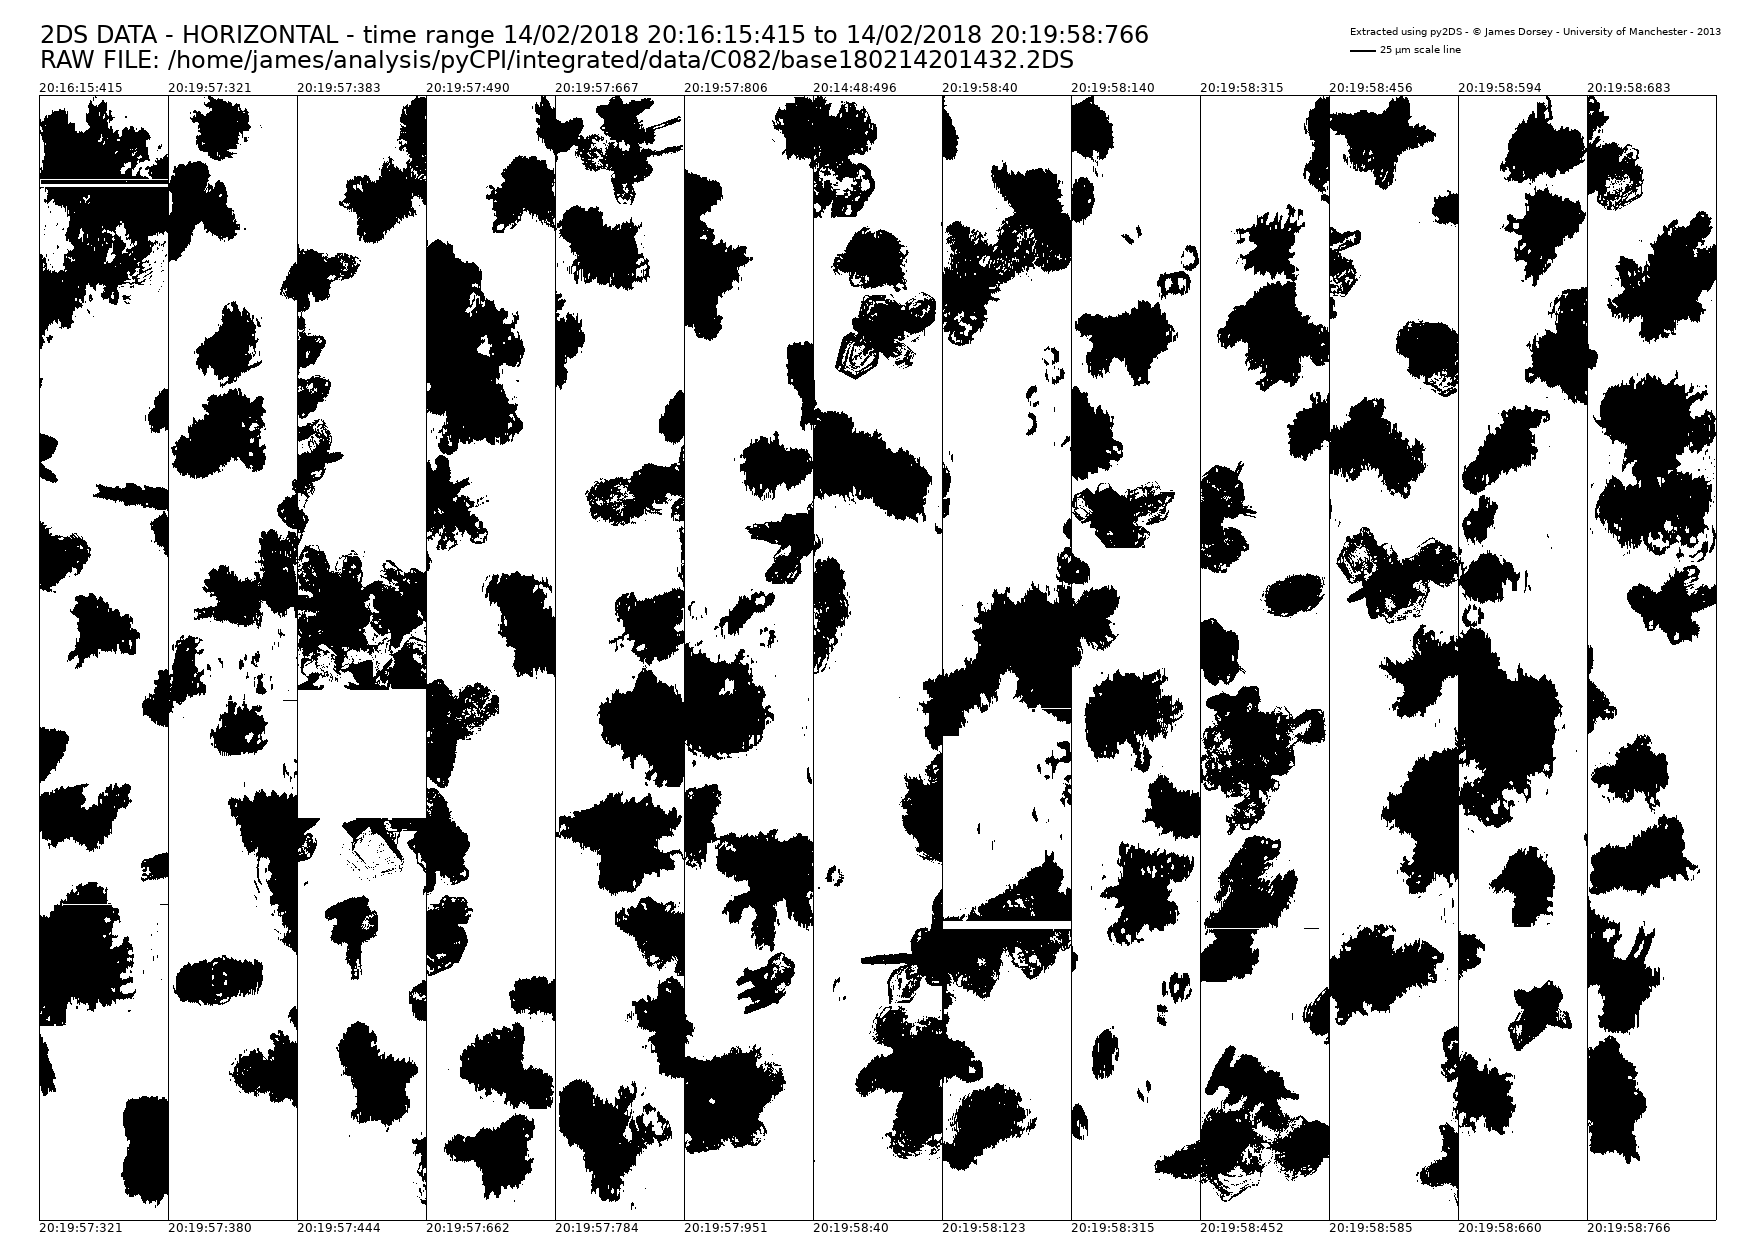 2DS DATA - HORIZONTAL - time range 14/02/2018 20:16:15:415 to 14/02/2018 20:19:58:766
RAW FILE: /home/james/analysis/pyCPI/integrated/data/C082/base180214201432.2DS
Extracted using py2DS - © James Dorsey - University of Manchester - 2013
25 µm scale line
20:16:15:415 20:19:57:321 20:19:57:383 20:19:57:490 20:19:57:667 20:19:57:806 20:14:48:496 20:19:58:40 20:19:58:140 20:19:58:315 20:19:58:456 20:19:58:594 20:19:58:683
20:19:57:321 20:19:57:380 20:19:57:444 20:19:57:662 20:19:57:784 20:19:57:951 20:19:58:40 20:19:58:123 20:19:58:315 20:19:58:452 20:19:58:585 20:19:58:660 20:19:58:766